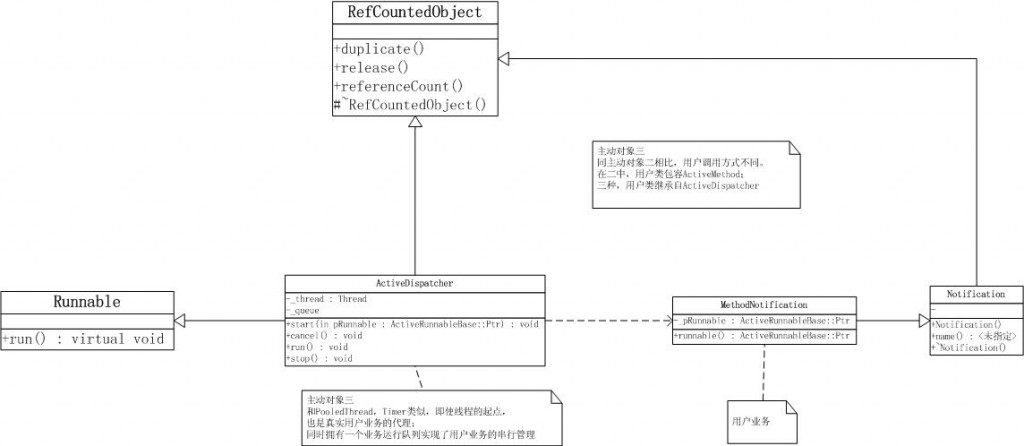 RefCountedObject
+duplicate()
+release()
+referenceCount()
#~RefCountedObject()
主动对象三
同主动对象二相比，用户调用方式不同。
在二中，用户类包容ActiveMethod;
三种，用户类继承自ActiveDispatcher
Runnable
+run() : virtual void
ActiveDispatcher
-_thread : Thread
-_queue
+start(in pRunnable : ActiveRunnableBase::Ptr) : void
+cancel() : void
+run() : void
+stop() : void
MethodNotification
-_pRunnable : ActiveRunnableBase::Ptr
+runnable() : ActiveRunnableBase::Ptr
Notification
-
+Notification()
+name() : <未指定>
+~Notification()
主动对象三
和PooledThread，Timer类似，即使线程的起点，
也是真实用户业务的代理;
同时拥有一个业务运行队列实现了用户业务的串行管理
用户业务